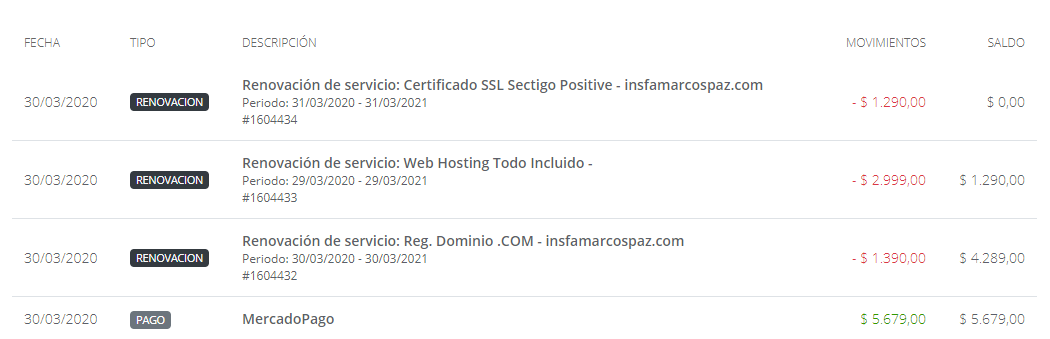 FECHA TIPO DESCRIPCIÓN MOVIMIENTOS SALDO
Renovación de servicio: Certificado SSL Sectigo Positive - insfamarcospaz.com
30/03/2020 RENOVACION Periodo: 31/03/2020 - 31/03/2021 - $ 1.290,00 $ 0,00
#1604434
Renovación de servicio: Web Hosting Todo Incluido -
30/03/2020 RENOVACION Periodo: 29/03/2020 - 29/03/2021 - $ 2.999,00 $ 1.290,00
#1604433
Renovación de servicio: Reg. Dominio .COM - insfamarcospaz.com
30/03/2020 RENOVACION Periodo: 30/03/2020 - 30/03/2021 - $ 1.390,00 $ 4.289,00
#1604432
30/03/2020 PAGO MercadoPago $ 5.679,00 $ 5.679,00